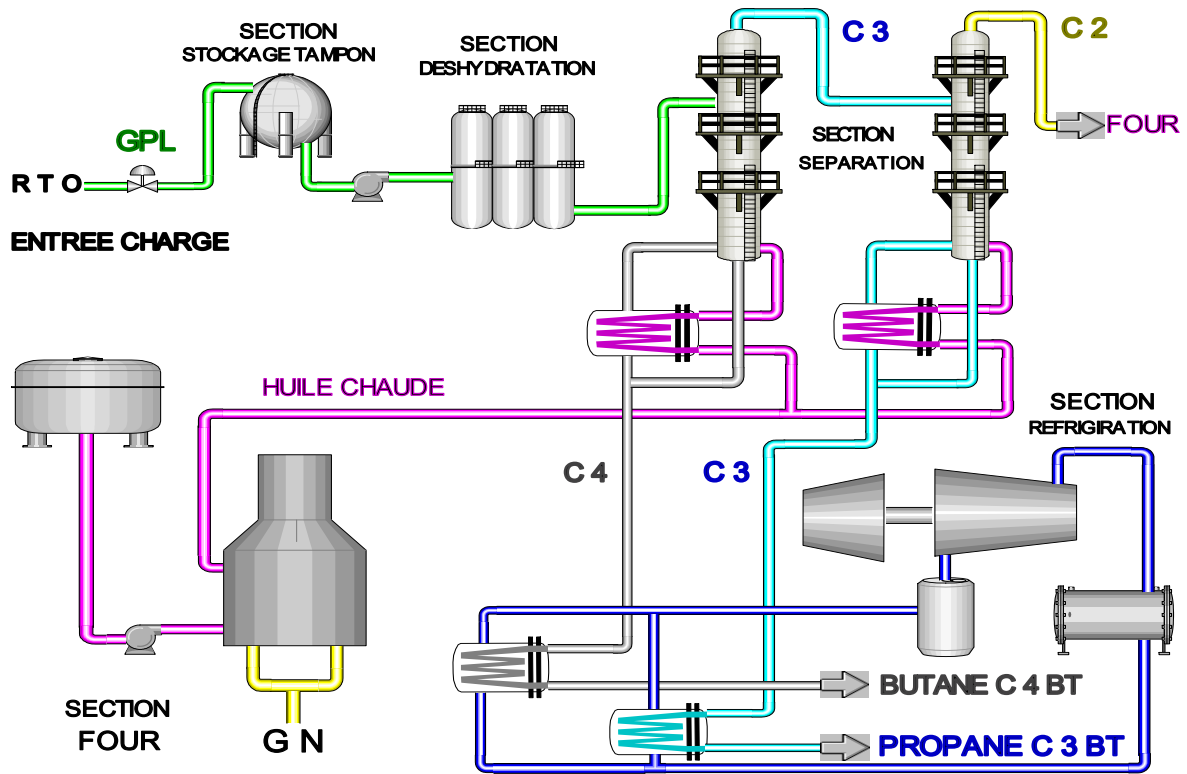 SECTION
STOCKAGE TAMPON
SECTION
DESHYDRATATION
C 3
C 2
GPL
SECTION
SEPARATION
FOUR
R T O
ENTREE CHARGE
HUILE CHAUDE
SECTION
REFRIGIRATION
C 4
C 3
BUTANE C 4 BT
SECTION
FOUR
G N
PROPANE C 3 BT